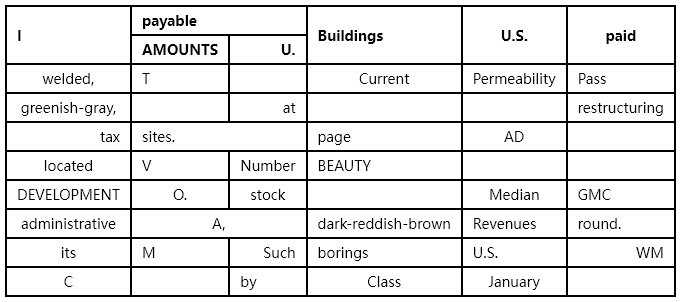 I payable Buildings U.S. paid
AMOUNTS U.
welded, T Current Permeability Pass
greenish-gray, at restructuring
tax sites. page AD
located V Number BEAUTY
DEVELOPMENT O. stock Median GMC
administrative A, dark-reddish-brown Revenues round.
its M Such borings U.S. WM
C by Class January